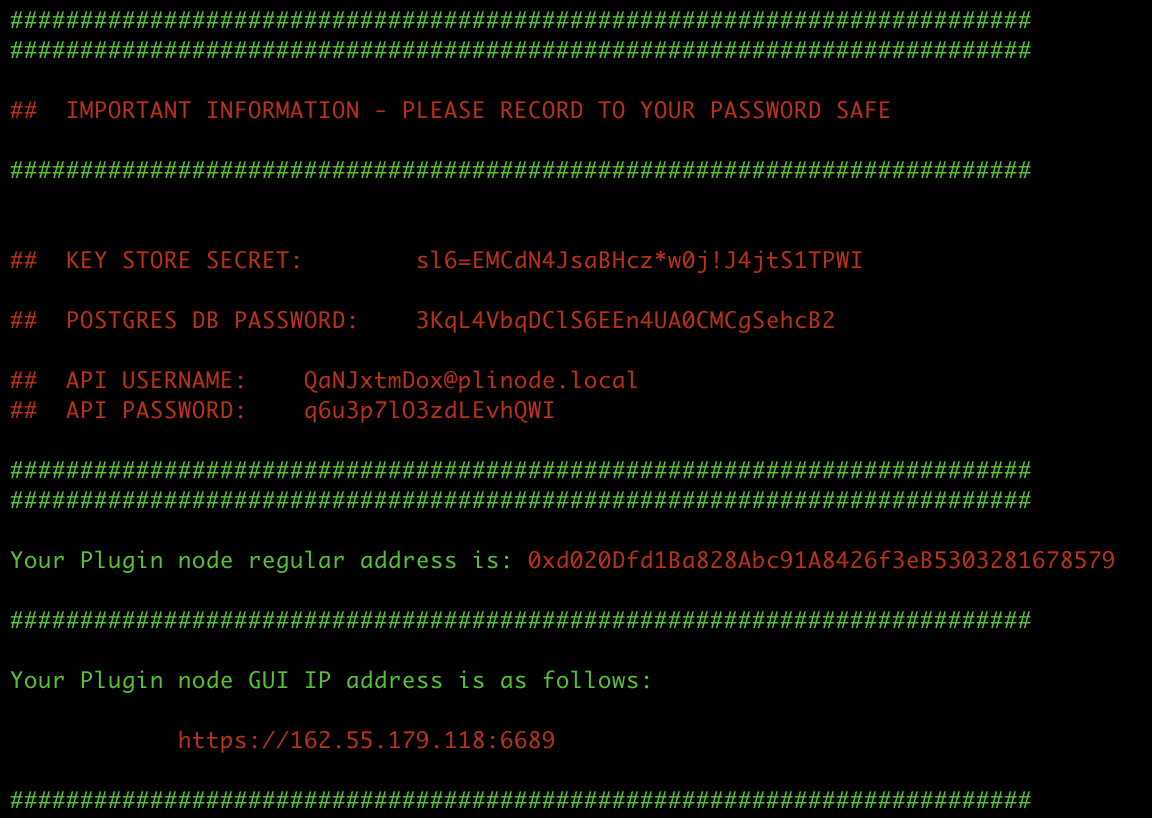 #########################################################################
#########################################################################
## IMPORTANT INFORMATION - PLEASE RECORD TO YOUR PASSWORD SAFE
#########################################################################
## KEY STORE SECRET: sl6=EMCdN4JsaBHcz*w0j!J4jtS1TPWI
## POSTGRES DB PASSWORD: 3KqL4VbqDClS6EEn4UA0CMCgSehcB2
## API USERNAME: QaNJxtmDox@plinode.local
## API PASSWORD: q6u3p7lO3zdLEvhQWI
#########################################################################
#########################################################################
Your Plugin node regular address is: 0xd020Dfd1Ba828Abc91A8426f3eB5303281678579
#########################################################################
Your Plugin node GUI IP address is as follows:
https://162.55.179.118:6689
#########################################################################